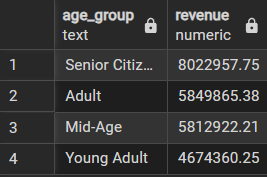 age_group text revenue numeric
1 Senior Citiz... 8022957.75
2 Adult 5849865.38
3 Mid-Age 5812922.21
4 Young Adult 4674360.25